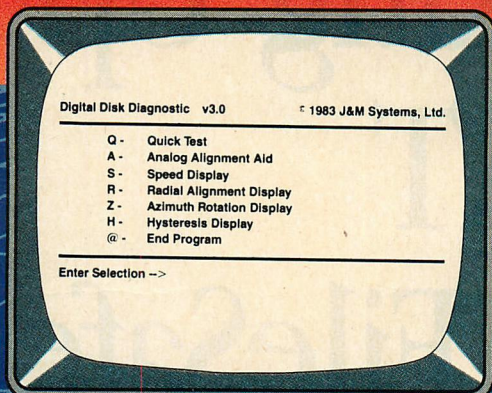 Digital Disk Diagnostic v3.0 © 1983 J&M Systems, Ltd.
Q - Quick Test
A - Analog Alignment Aid
S - Speed Display
R - Radial Alignment Display
Z - Azimuth Rotation Display
H - Hysteresis Display
@ - End Program
Enter Selection -->